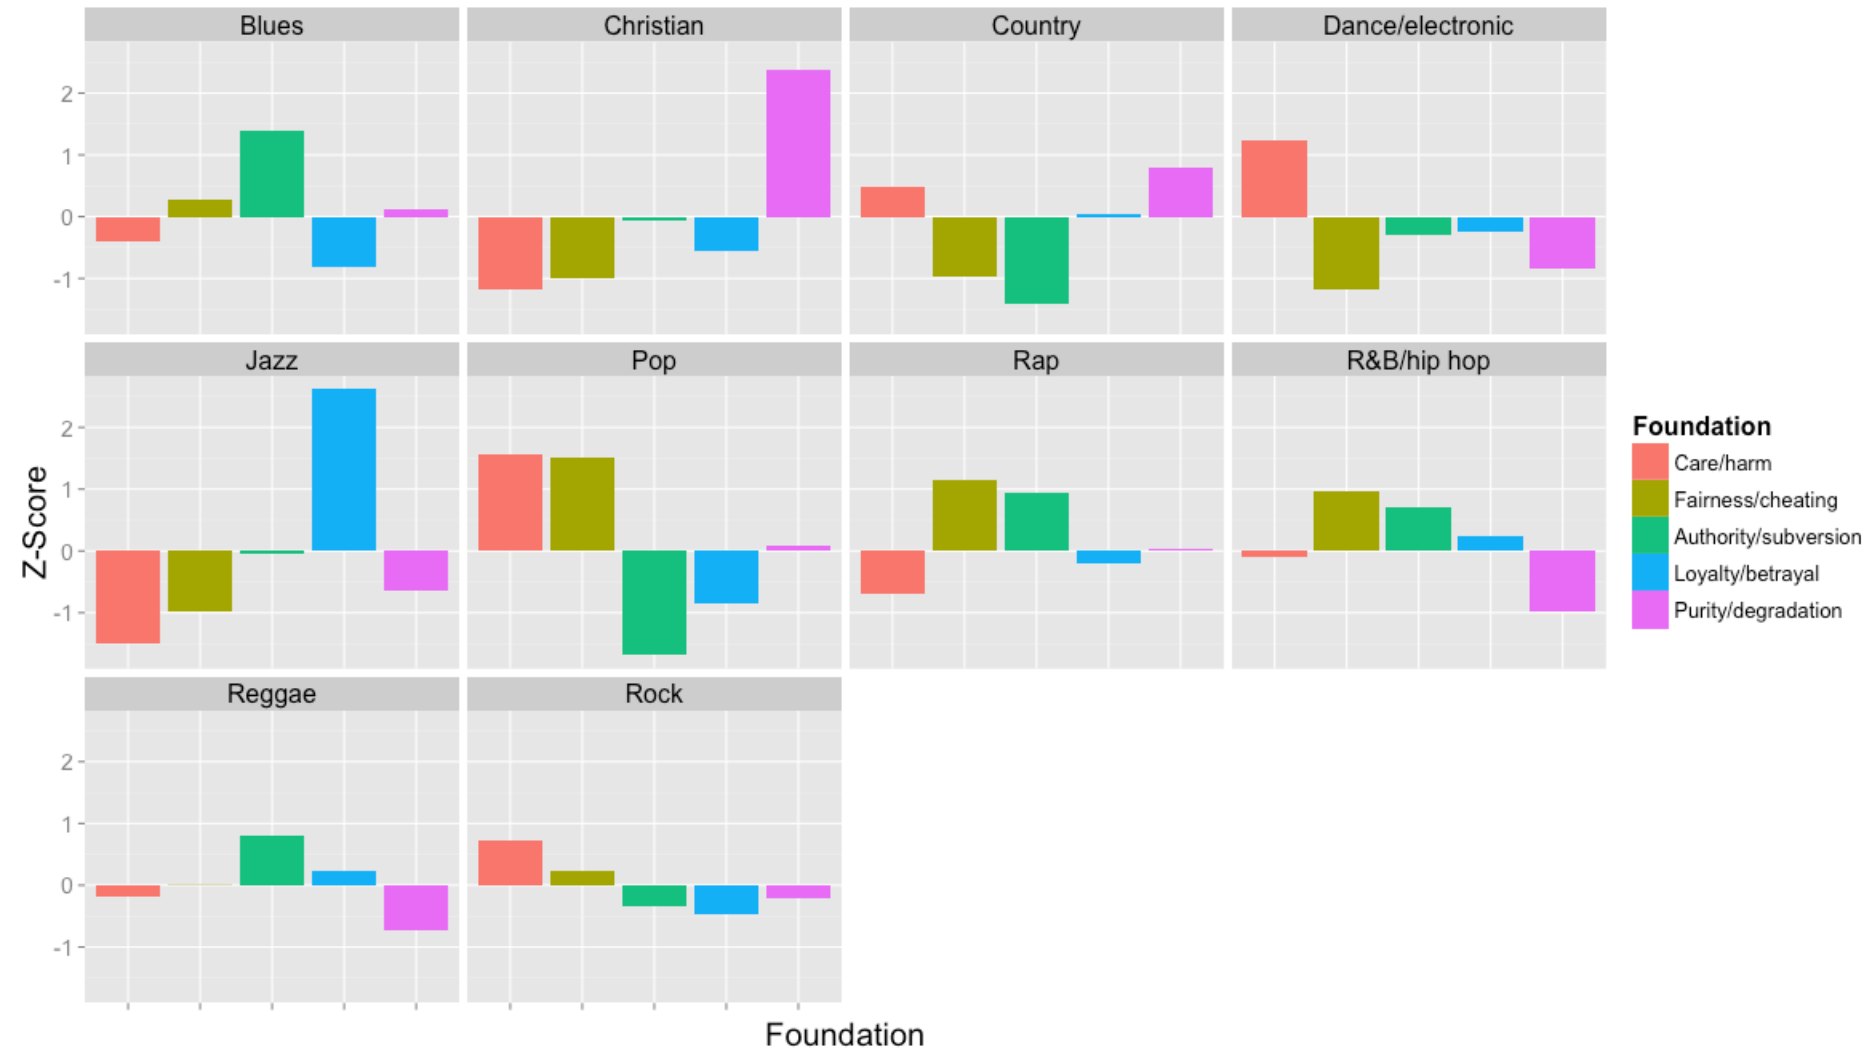 Blues
Christian
Country
Dance/electronic
2
1
0
-1
Jazz
Pop
Rap
R&B/hip hop
2
1
0
-1
Reggae
Rock
2
1
0
-1
Z-Score
Foundation
Foundation
Care/harm
Fairness/cheating
Authority/subversion
Loyalty/betrayal
Purity/degradation